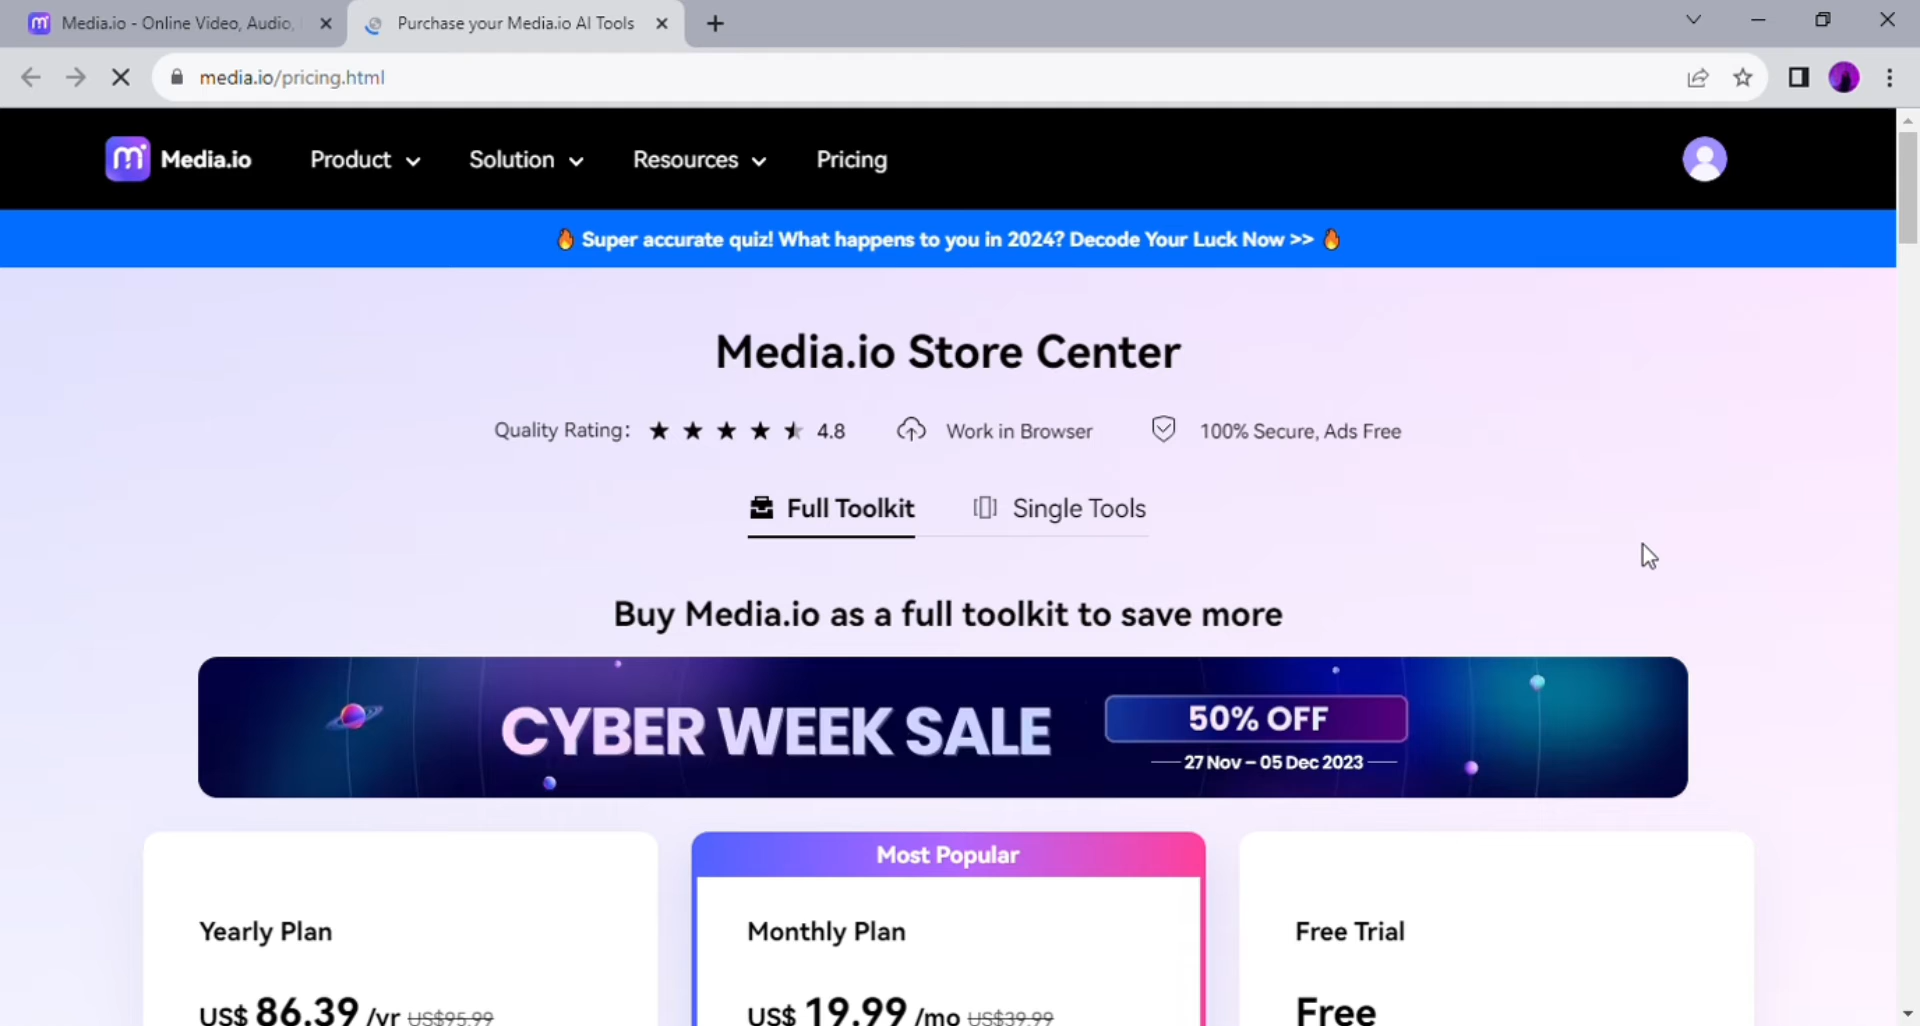 Media.io - Online Video, Audio,
Purchase your Media.io AI Tools
media.io/pricing.html
Media.io
Product
Solution
Resources
Pricing
🔥 Super accurate quiz! What happens to you in 2024? Decode Your Luck Now >> 🔥
Media.io Store Center
Quality Rating: ★ ★ ★ ★ 4.8
Work in Browser
100% Secure, Ads Free
Full Toolkit
Single Tools
Buy Media.io as a full toolkit to save more
CYBER WEEK SALE
50% OFF
27 Nov – 05 Dec 2023
Most Popular
Yearly Plan
Monthly Plan
Free Trial
US$ 86.39 /yr US$95.99
US$ 19.99 /mo US$39.99
Free